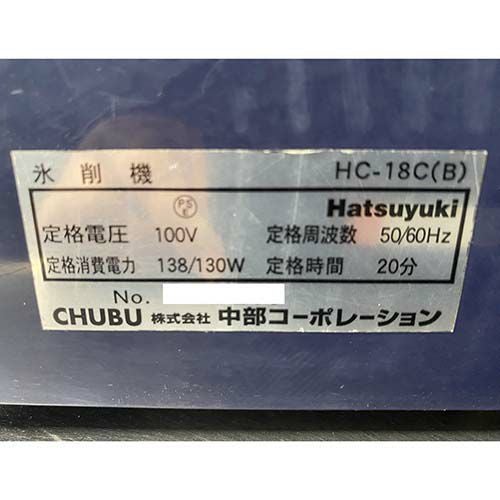 氷削機 HC-18C(B)
PSE Hatsuyuki
定格電圧 100V 定格周波数 50/60Hz
定格消費電力 138/130W 定格時間 20分
No.
CHUBU 株式会社 中部コーポレーション